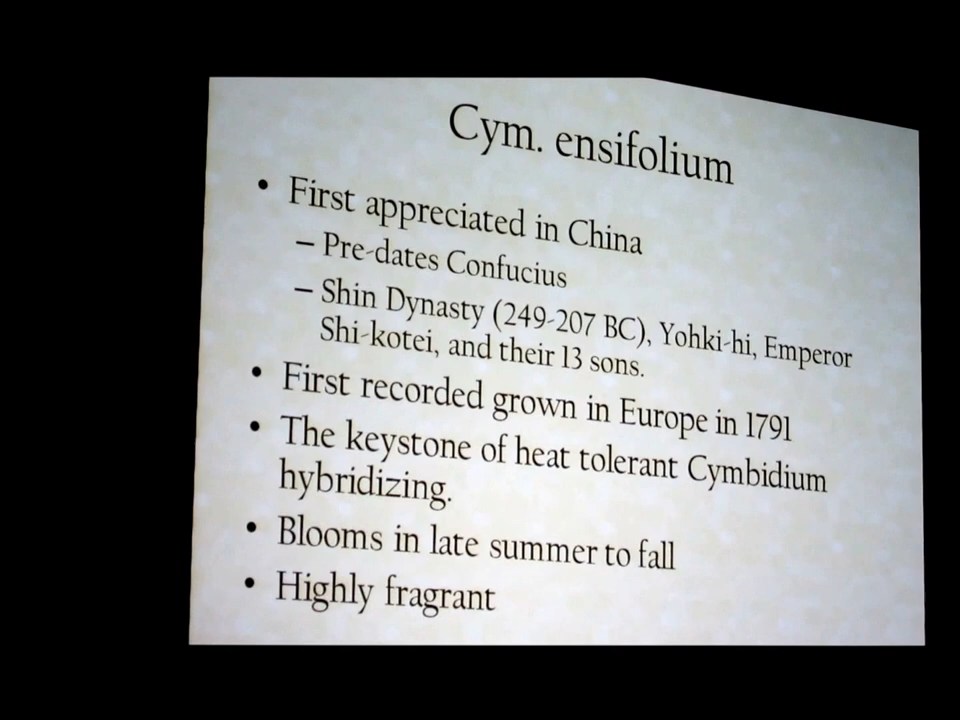 Cym. ensifolium
• First appreciated in China
– Pre-dates Confucius
– Shin Dynasty (249-207 BC), Yohki-hi, Emperor
Shi-kotei, and their 13 sons.
• First recorded grown in Europe in 1791
• The keystone of heat tolerant Cymbidium
hybridizing.
• Blooms in late summer to fall
• Highly fragrant